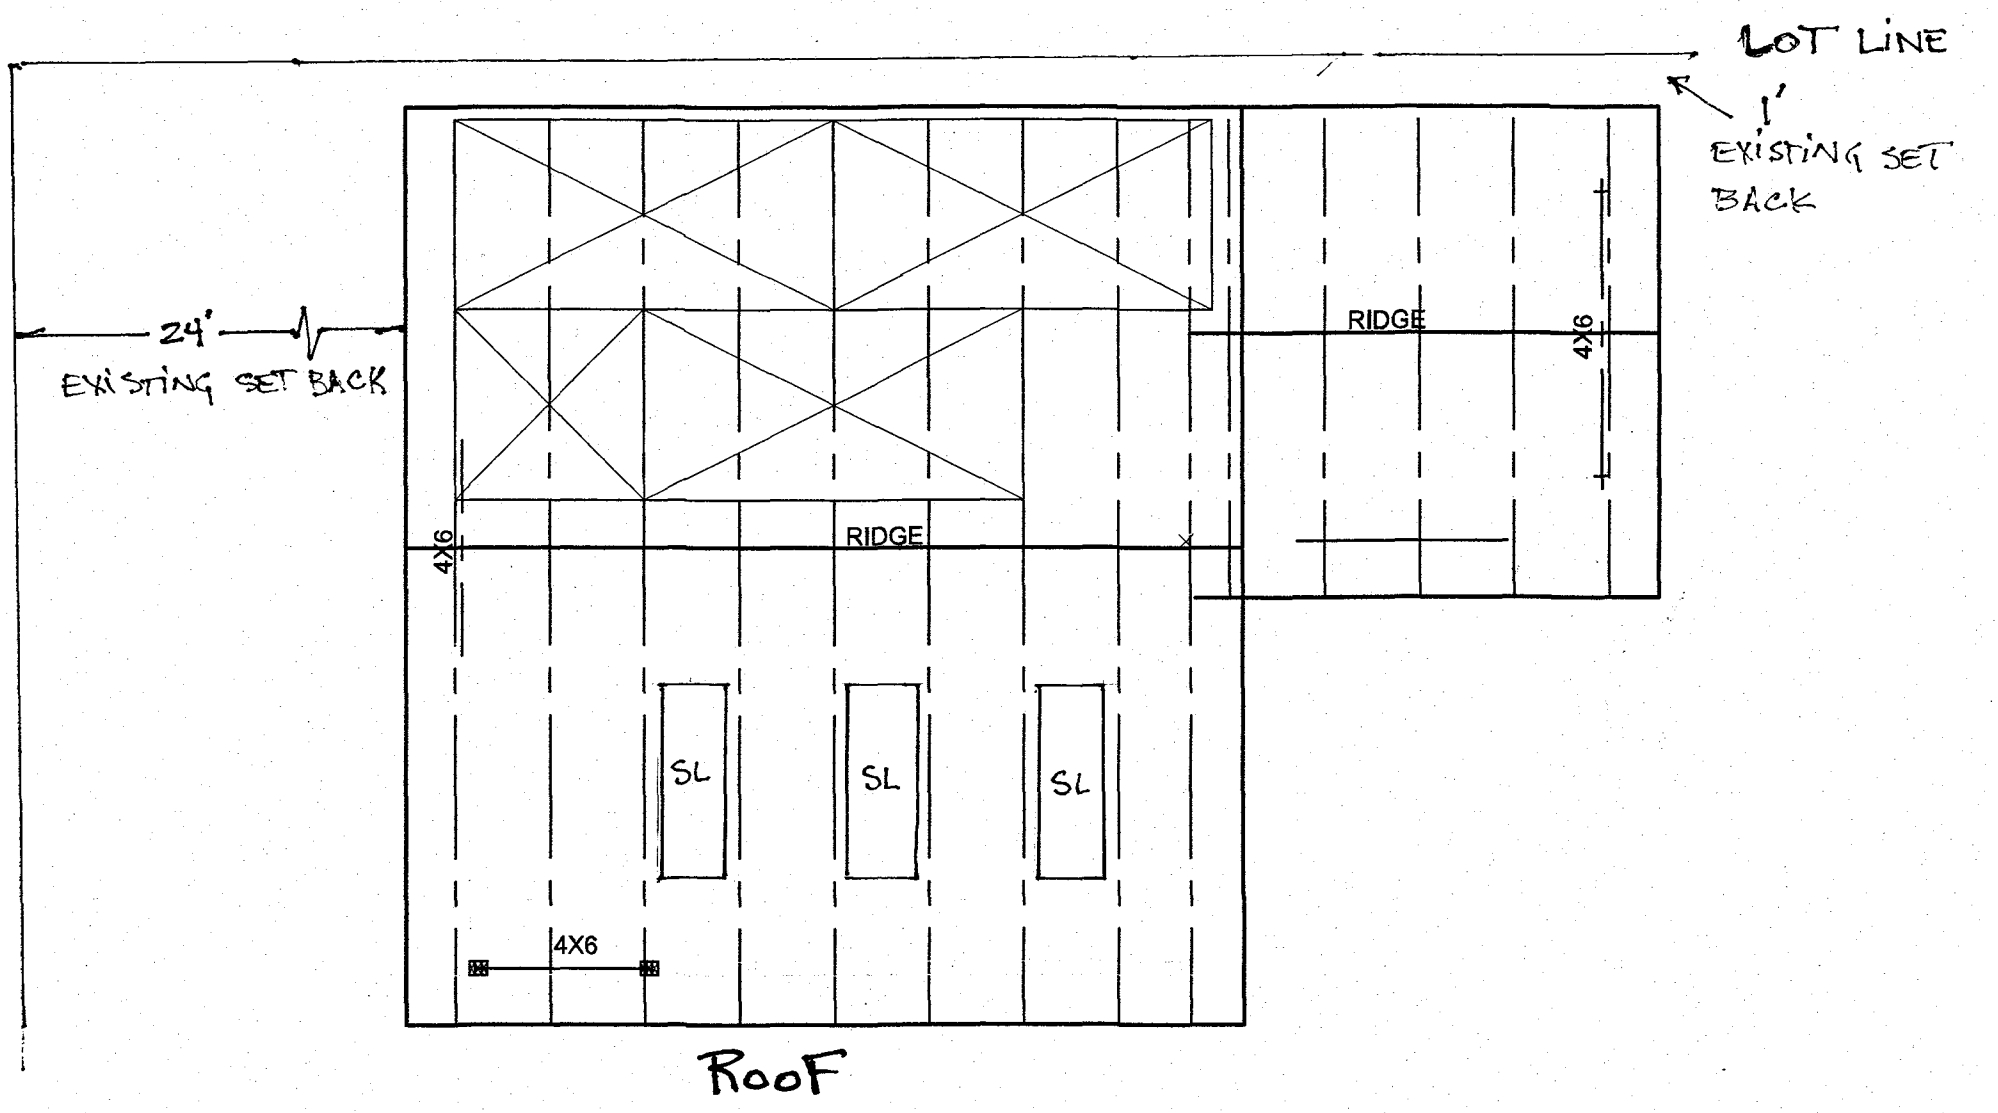 LOT LINE
1'
EXISTING SET
BACK
24'
EXISTING SET BACK
RIDGE
4X6
RIDGE
4X6
SL
SL
SL
4X6
ROOF